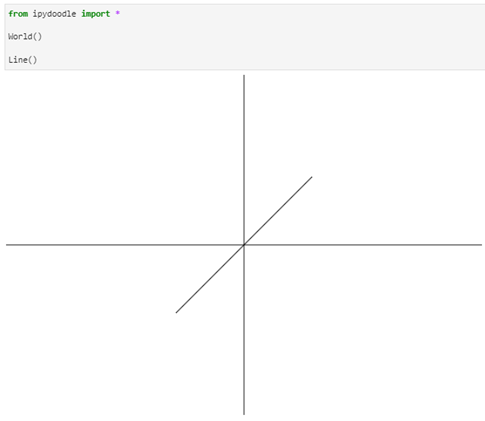 from ipydoodle import *
World()
Line()